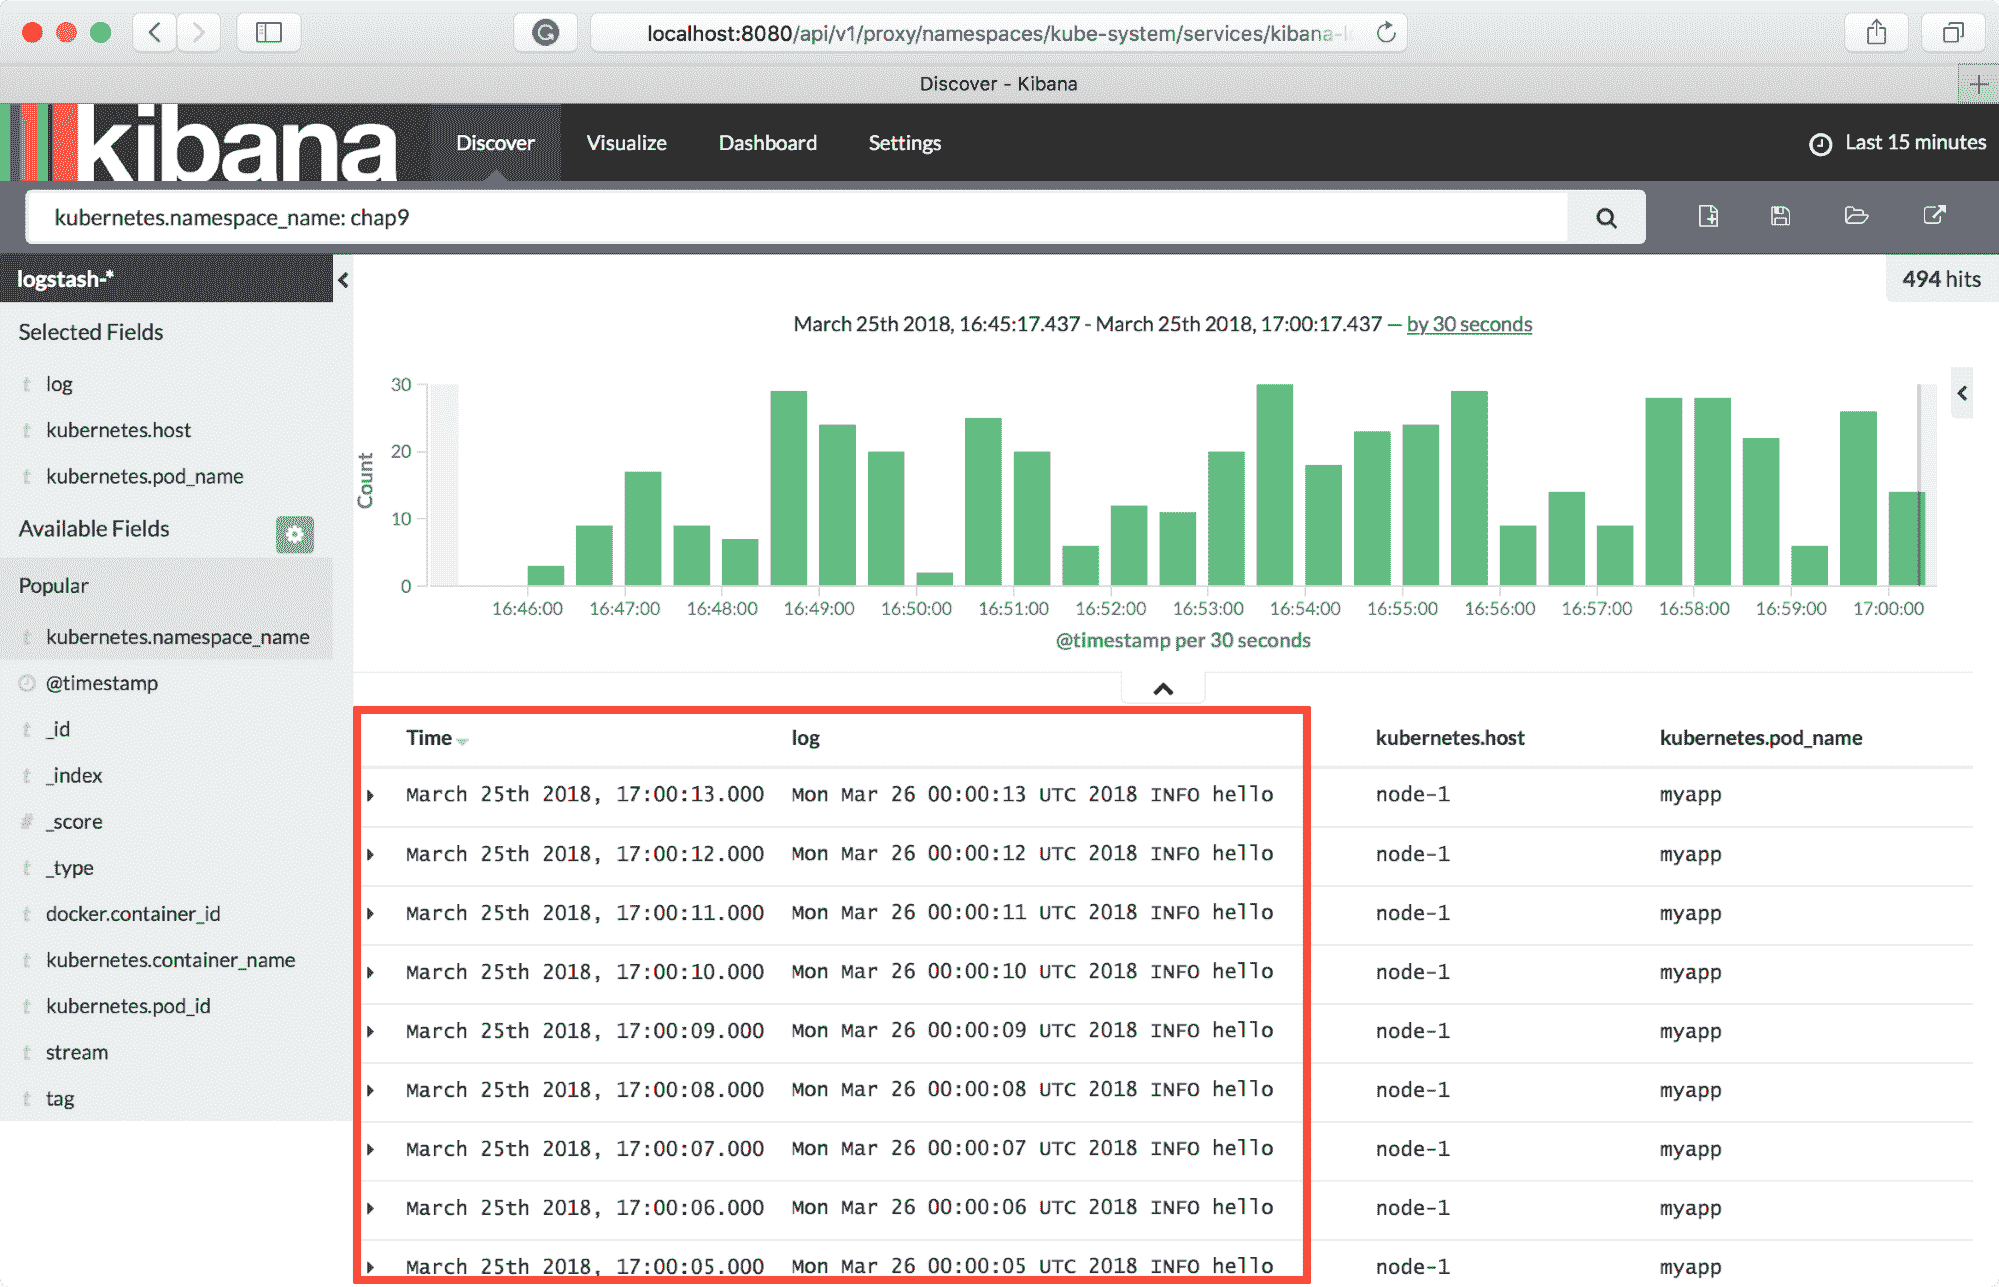 localhost:8080/api/v1/proxy/namespaces/kube-system/services/kibana-l
Discover - Kibana
kibana Discover Visualize Dashboard Settings Last 15 minutes
kubernetes.namespace_name: chap9
logstash-*
494 hits
Selected Fields
March 25th 2018, 16:45:17.437 - March 25th 2018, 17:00:17.437 — by 30 seconds
t log
t kubernetes.host
t kubernetes.pod_name
Available Fields
Popular
t kubernetes.namespace_name
@timestamp
t _id
t _index
# _score
t _type
t docker.container_id
t kubernetes.container_name
t kubernetes.pod_id
t stream
t tag
Count
30
20
10
0
16:46:00 16:47:00 16:48:00 16:49:00 16:50:00 16:51:00 16:52:00 16:53:00 16:54:00 16:55:00 16:56:00 16:57:00 16:58:00 16:59:00 17:00:00
@timestamp per 30 seconds
Time log kubernetes.host kubernetes.pod_name
March 25th 2018, 17:00:13.000 Mon Mar 26 00:00:13 UTC 2018 INFO hello node-1 myapp
March 25th 2018, 17:00:12.000 Mon Mar 26 00:00:12 UTC 2018 INFO hello node-1 myapp
March 25th 2018, 17:00:11.000 Mon Mar 26 00:00:11 UTC 2018 INFO hello node-1 myapp
March 25th 2018, 17:00:10.000 Mon Mar 26 00:00:10 UTC 2018 INFO hello node-1 myapp
March 25th 2018, 17:00:09.000 Mon Mar 26 00:00:09 UTC 2018 INFO hello node-1 myapp
March 25th 2018, 17:00:08.000 Mon Mar 26 00:00:08 UTC 2018 INFO hello node-1 myapp
March 25th 2018, 17:00:07.000 Mon Mar 26 00:00:07 UTC 2018 INFO hello node-1 myapp
March 25th 2018, 17:00:06.000 Mon Mar 26 00:00:06 UTC 2018 INFO hello node-1 myapp
March 25th 2018, 17:00:05.000 Mon Mar 26 00:00:05 UTC 2018 INFO hello node-1 myapp